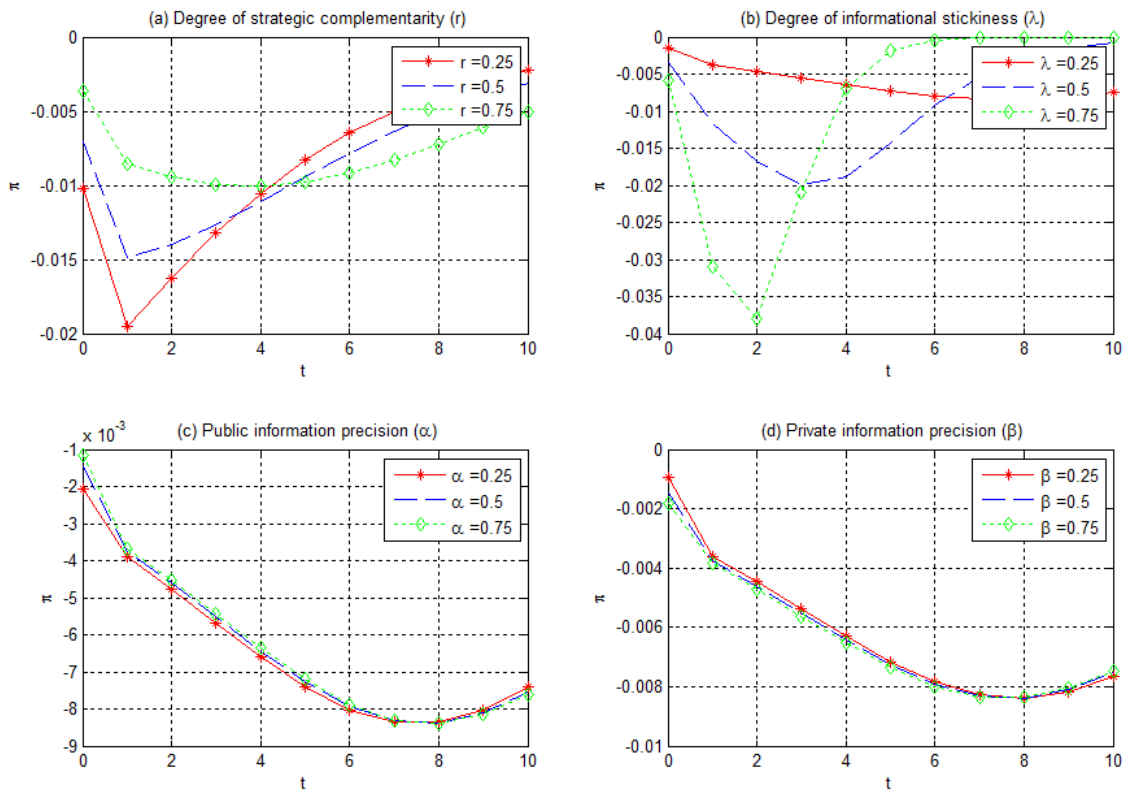 (a) Degree of strategic complementarity (r)
0
-0.005
-0.01
-0.015
-0.02
π
0 2 4 6 8 10
t
r =0.25
r =0.5
r =0.75
(b) Degree of informational stickiness (λ)
0
-0.005
-0.01
-0.015
-0.02
-0.025
-0.03
-0.035
-0.04
π
0 2 4 6 8 10
t
λ =0.25
λ =0.5
λ =0.75
(c) Public information precision (α)
x 10⁻³
-1
-2
-3
-4
-5
-6
-7
-8
-9
π
0 2 4 6 8 10
t
α =0.25
α =0.5
α =0.75
(d) Private information precision (β)
0
-0.002
-0.004
-0.006
-0.008
-0.01
π
0 2 4 6 8 10
t
β =0.25
β =0.5
β =0.75